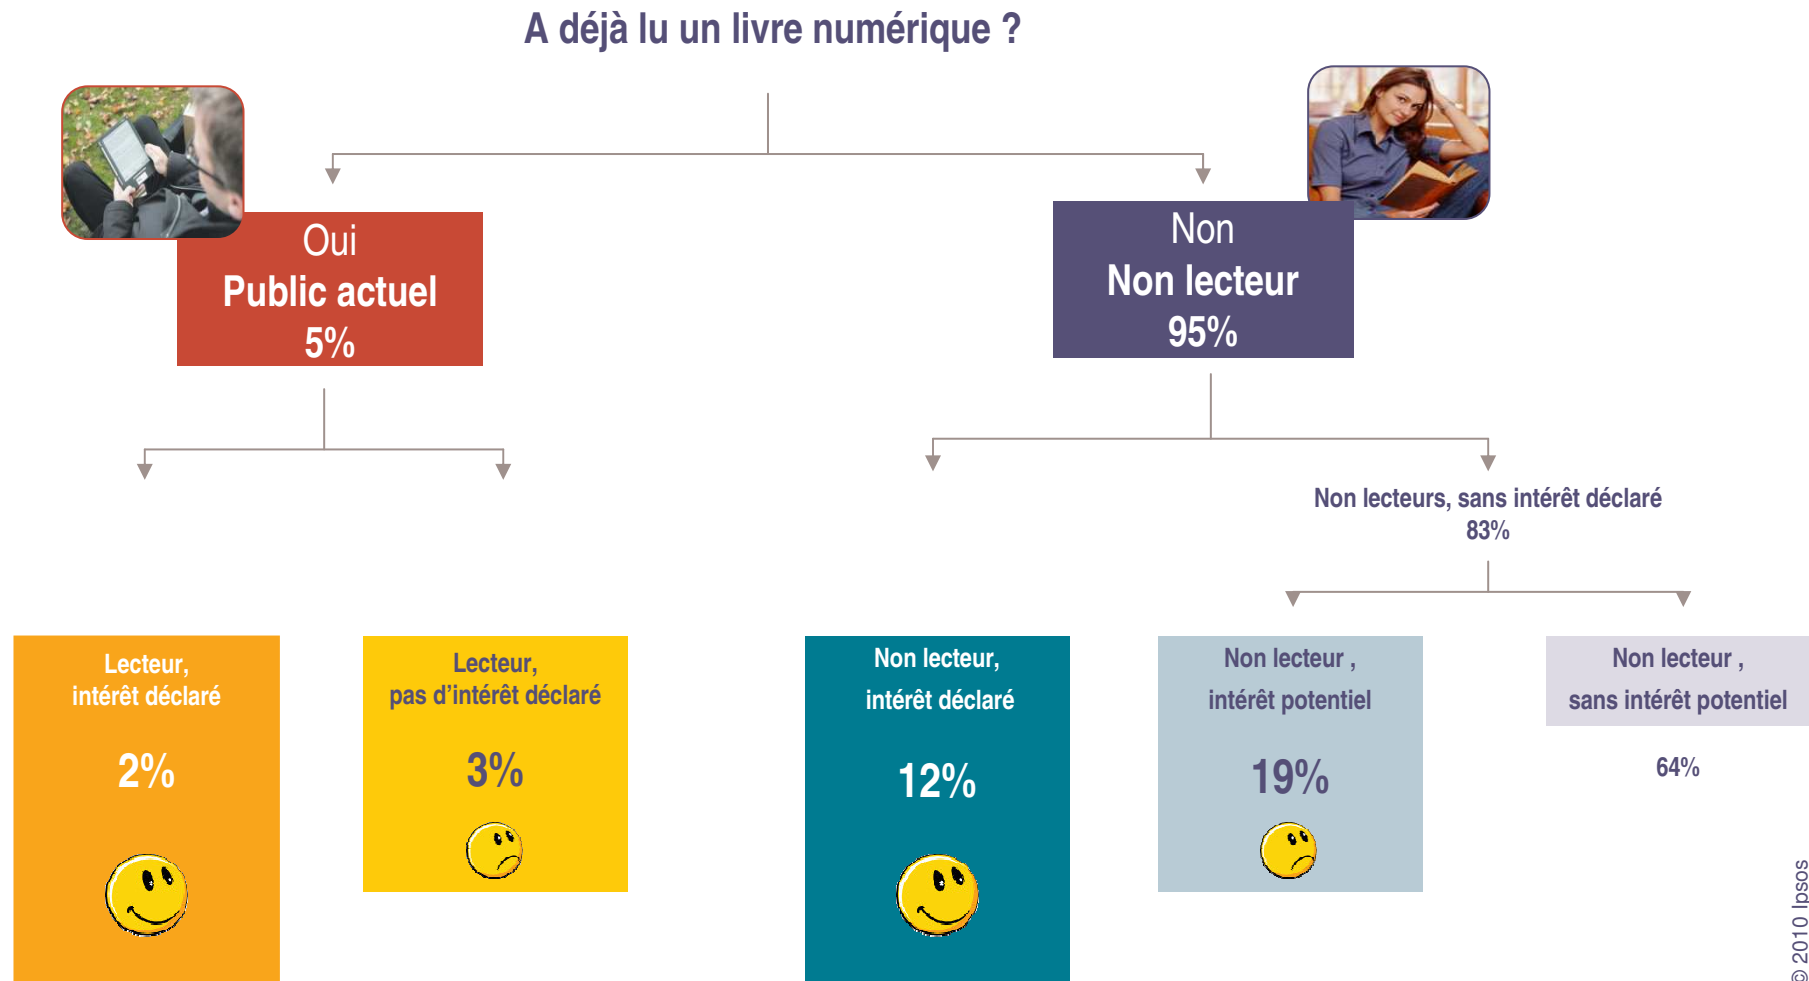 A déjà lu un livre numérique ?
Oui
Public actuel
5%
Non
Non lecteur
95%
Non lecteurs, sans intérêt déclaré
83%
Lecteur,
intérêt déclaré
2%
Lecteur,
pas d’intérêt déclaré
3%
Non lecteur,
intérêt déclaré
12%
Non lecteur ,
intérêt potentiel
19%
Non lecteur ,
sans intérêt potentiel
64%
© 2010 Ipsos